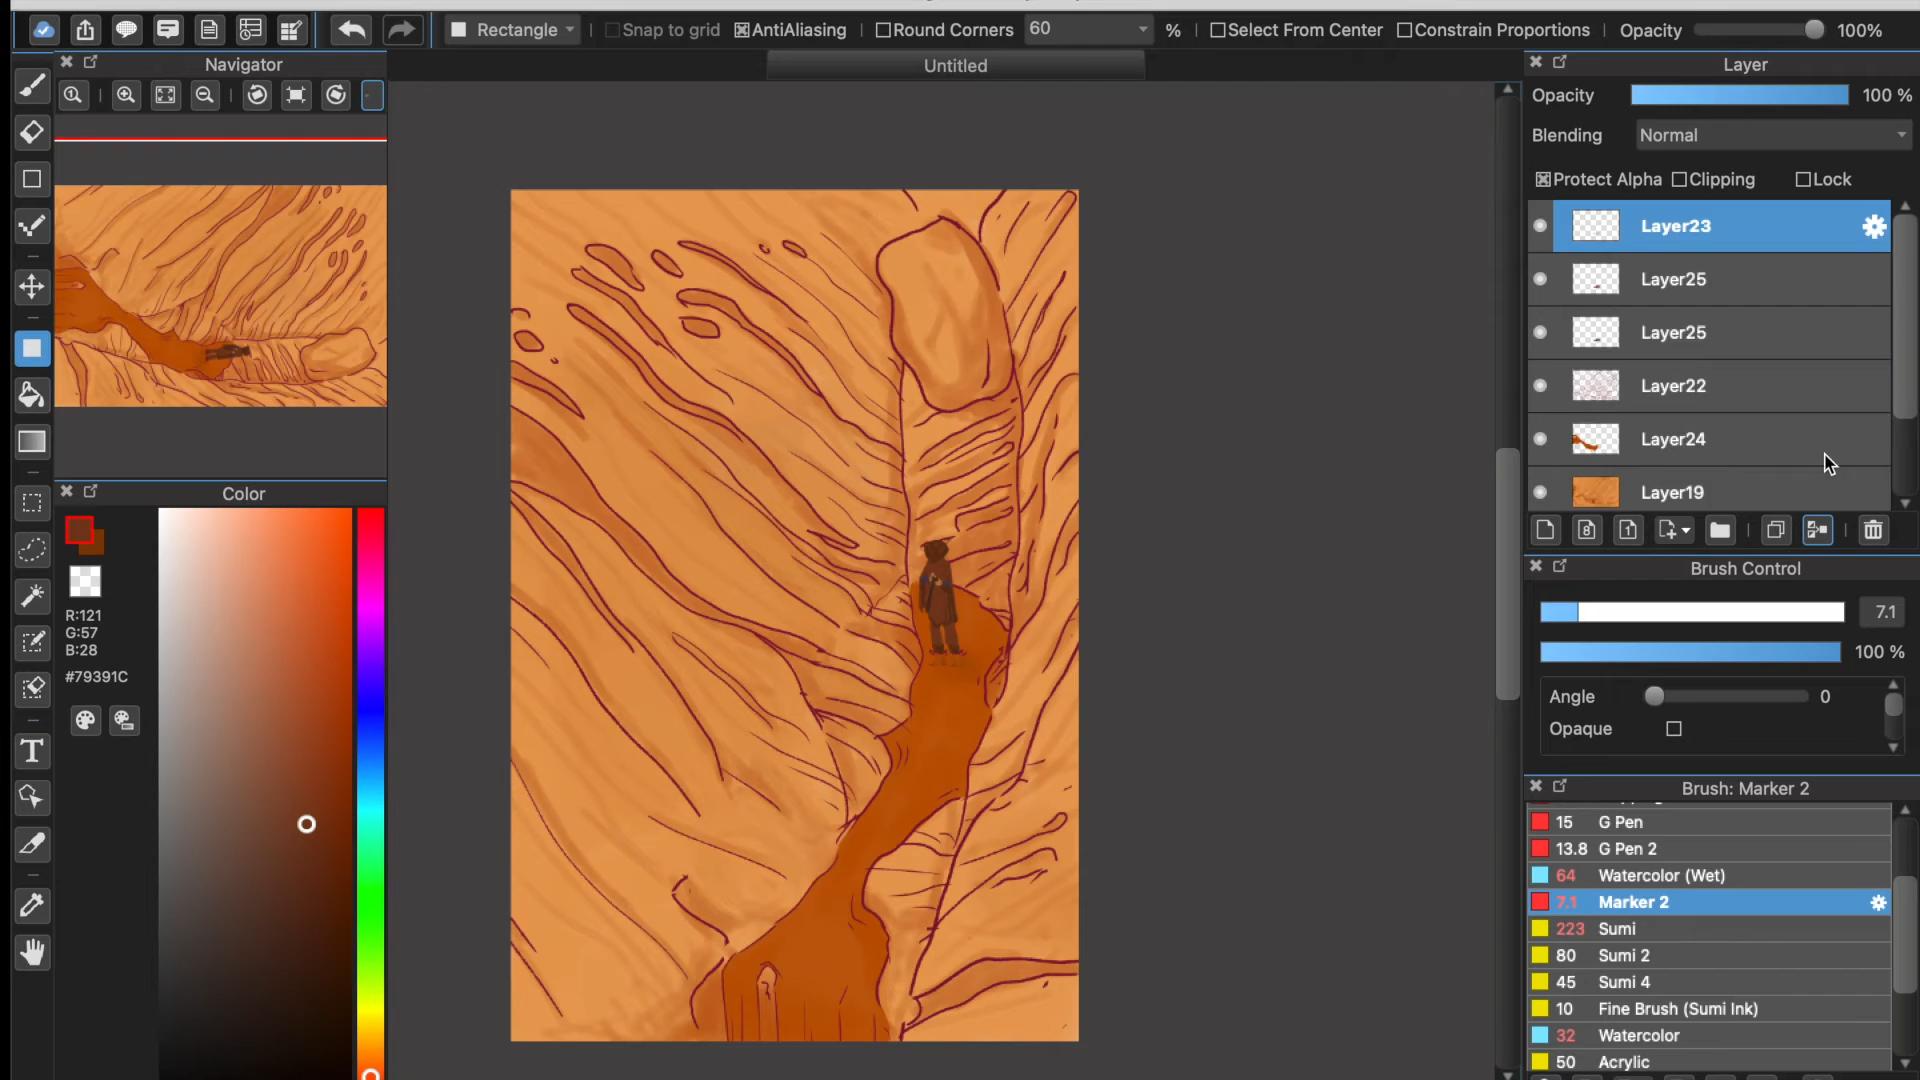 Rectangle
Snap to grid
AntiAliasing
Round Corners
60
%
Select From Center
Constrain Proportions
Opacity
100%
Navigator
Untitled
Layer
Opacity
100 %
Blending
Normal
Protect Alpha
Clipping
Lock
Layer23
Layer25
Layer25
Layer22
Layer24
Layer19
8
1
Color
R:121
G:57
B:28
#79391C
T
Brush Control
7.1
100 %
Angle
0
Opaque
Brush: Marker 2
15 G Pen
13.8 G Pen 2
64 Watercolor (Wet)
7.1 Marker 2
223 Sumi
80 Sumi 2
45 Sumi 4
10 Fine Brush (Sumi Ink)
32 Watercolor
50 Acrylic